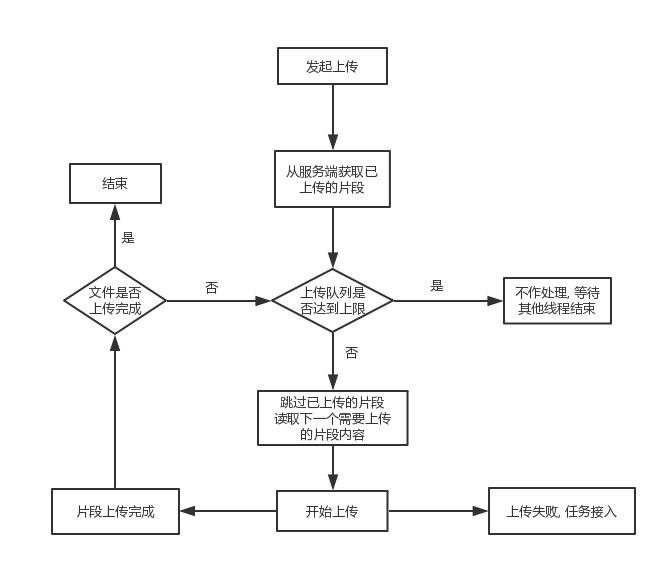 发起上传
从服务端获取已
上传的片段
结束
是
文件是否
上传完成
否
上传队列是
否达到上限
是
不作处理, 等待
其他线程结束
否
跳过已上传的片段
读取下一个需要上传
的片段内容
片段上传完成
开始上传
上传失败, 任务接入